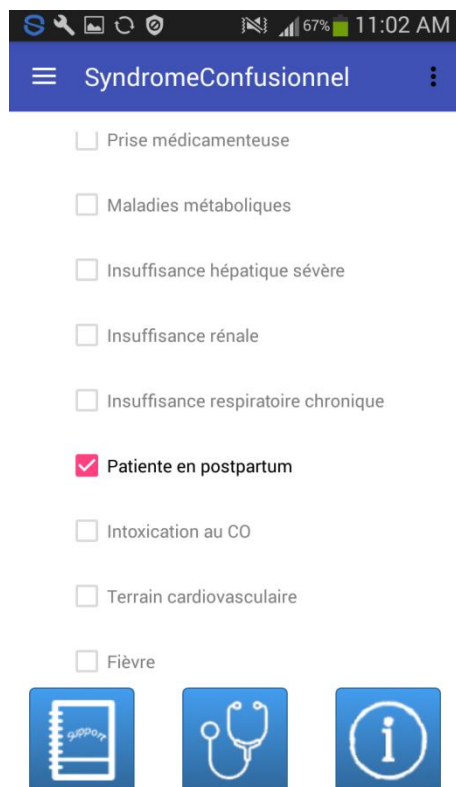 67% 11:02 AM
SyndromeConfusionnel
Prise médicamenteuse
Maladies métaboliques
Insuffisance hépatique sévère
Insuffisance rénale
Insuffisance respiratoire chronique
Patiente en postpartum
Intoxication au CO
Terrain cardiovasculaire
Fièvre
support